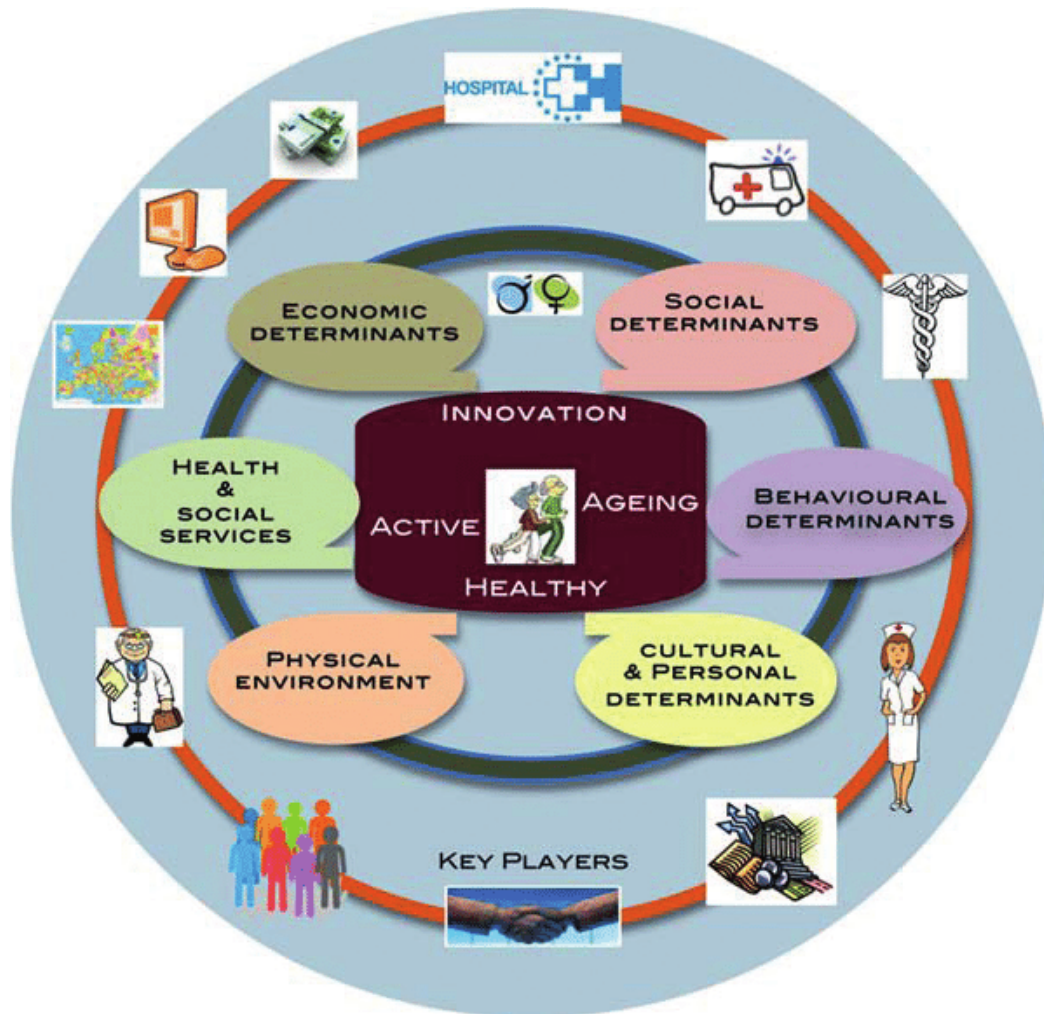 HOSPITAL
ECONOMIC
DETERMINANTS
SOCIAL
DETERMINANTS
INNOVATION
HEALTH
&
SOCIAL
SERVICES
ACTIVE
AGEING
HEALTHY
BEHAVIOURAL
DETERMINANTS
PHYSICAL
ENVIRONMENT
CULTURAL
& PERSONAL
DETERMINANTS
KEY PLAYERS